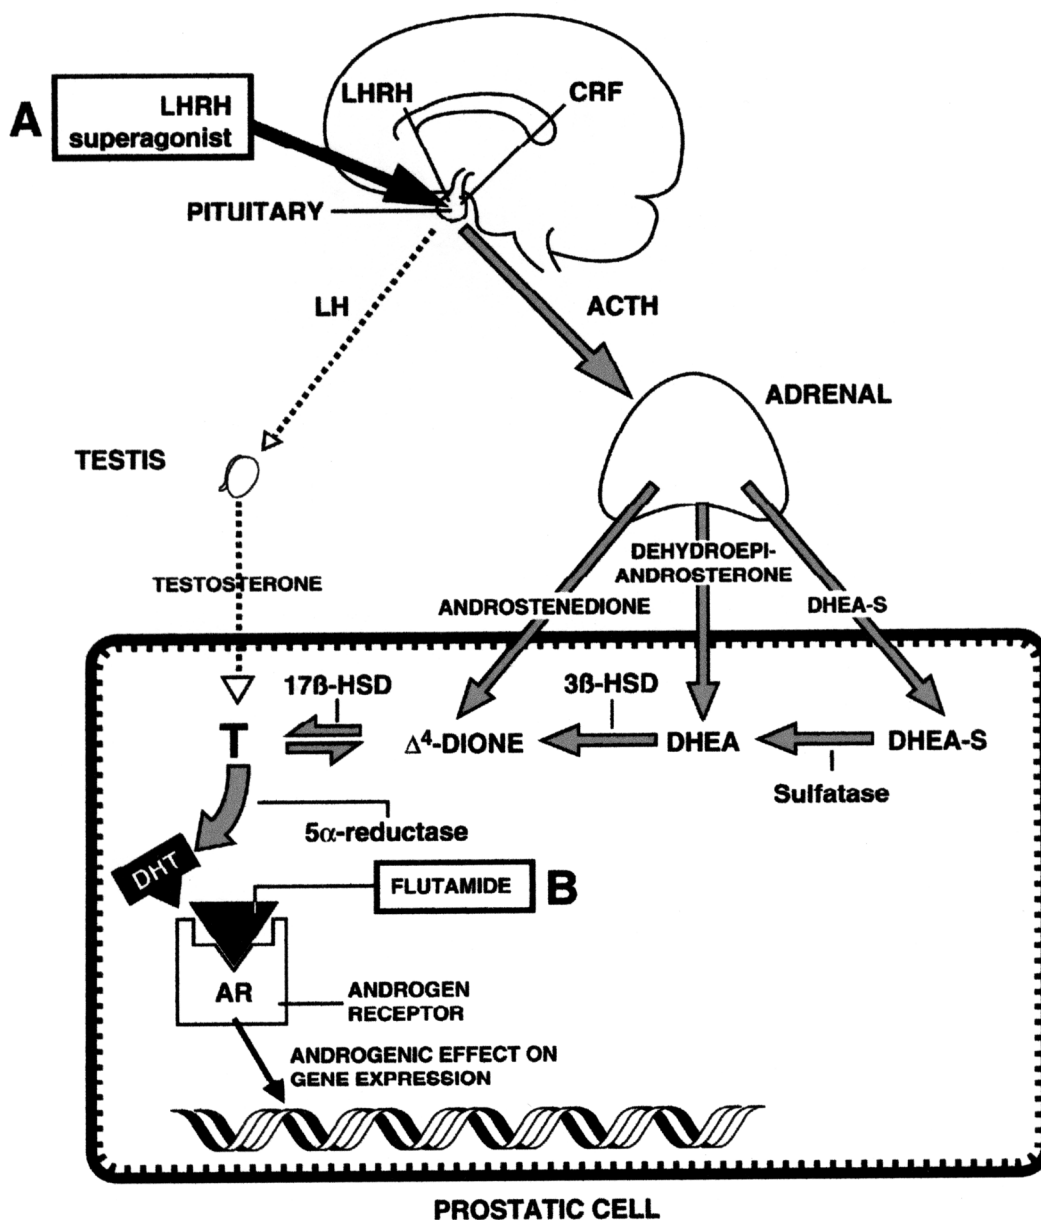 A
LHRH
superagonist
LHRH
CRF
PITUITARY
LH
ACTH
ADRENAL
TESTIS
TESTOSTERONE
DEHYDROEPI-
ANDROSTERONE
ANDROSTENEDIONE
DHEA-S
17ß-HSD
3ß-HSD
T
Δ⁴-DIONE
DHEA
DHEA-S
Sulfatase
5α-reductase
DHT
FLUTAMIDE
B
AR
ANDROGEN
RECEPTOR
ANDROGENIC EFFECT ON
GENE EXPRESSION
PROSTATIC CELL